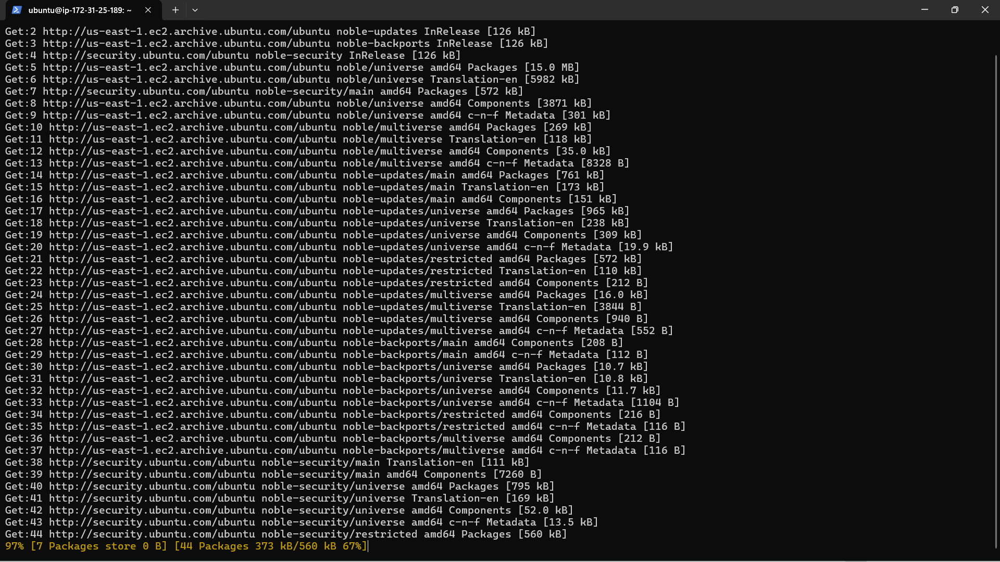 ubuntu@ip-172-31-25-189: ~
Get:2 http://us-east-1.ec2.archive.ubuntu.com/ubuntu noble-updates InRelease [126 kB]
Get:3 http://us-east-1.ec2.archive.ubuntu.com/ubuntu noble-backports InRelease [126 kB]
Get:4 http://security.ubuntu.com/ubuntu noble-security InRelease [126 kB]
Get:5 http://us-east-1.ec2.archive.ubuntu.com/ubuntu noble/universe amd64 Packages [15.0 MB]
Get:6 http://us-east-1.ec2.archive.ubuntu.com/ubuntu noble/universe Translation-en [5982 kB]
Get:7 http://security.ubuntu.com/ubuntu noble-security/main amd64 Packages [572 kB]
Get:8 http://us-east-1.ec2.archive.ubuntu.com/ubuntu noble/universe amd64 Components [3871 kB]
Get:9 http://us-east-1.ec2.archive.ubuntu.com/ubuntu noble/universe amd64 c-n-f Metadata [301 kB]
Get:10 http://us-east-1.ec2.archive.ubuntu.com/ubuntu noble/multiverse amd64 Packages [269 kB]
Get:11 http://us-east-1.ec2.archive.ubuntu.com/ubuntu noble/multiverse Translation-en [118 kB]
Get:12 http://us-east-1.ec2.archive.ubuntu.com/ubuntu noble/multiverse amd64 Components [35.0 kB]
Get:13 http://us-east-1.ec2.archive.ubuntu.com/ubuntu noble/multiverse amd64 c-n-f Metadata [8328 B]
Get:14 http://us-east-1.ec2.archive.ubuntu.com/ubuntu noble-updates/main amd64 Packages [761 kB]
Get:15 http://us-east-1.ec2.archive.ubuntu.com/ubuntu noble-updates/main Translation-en [173 kB]
Get:16 http://us-east-1.ec2.archive.ubuntu.com/ubuntu noble-updates/main amd64 Components [151 kB]
Get:17 http://us-east-1.ec2.archive.ubuntu.com/ubuntu noble-updates/universe amd64 Packages [965 kB]
Get:18 http://us-east-1.ec2.archive.ubuntu.com/ubuntu noble-updates/universe Translation-en [238 kB]
Get:19 http://us-east-1.ec2.archive.ubuntu.com/ubuntu noble-updates/universe amd64 Components [309 kB]
Get:20 http://us-east-1.ec2.archive.ubuntu.com/ubuntu noble-updates/universe amd64 c-n-f Metadata [19.9 kB]
Get:21 http://us-east-1.ec2.archive.ubuntu.com/ubuntu noble-updates/restricted amd64 Packages [572 kB]
Get:22 http://us-east-1.ec2.archive.ubuntu.com/ubuntu noble-updates/restricted Translation-en [110 kB]
Get:23 http://us-east-1.ec2.archive.ubuntu.com/ubuntu noble-updates/restricted amd64 Components [212 B]
Get:24 http://us-east-1.ec2.archive.ubuntu.com/ubuntu noble-updates/multiverse amd64 Packages [16.0 kB]
Get:25 http://us-east-1.ec2.archive.ubuntu.com/ubuntu noble-updates/multiverse Translation-en [3844 B]
Get:26 http://us-east-1.ec2.archive.ubuntu.com/ubuntu noble-updates/multiverse amd64 Components [940 B]
Get:27 http://us-east-1.ec2.archive.ubuntu.com/ubuntu noble-updates/multiverse amd64 c-n-f Metadata [552 B]
Get:28 http://us-east-1.ec2.archive.ubuntu.com/ubuntu noble-backports/main amd64 Components [208 B]
Get:29 http://us-east-1.ec2.archive.ubuntu.com/ubuntu noble-backports/main amd64 c-n-f Metadata [112 B]
Get:30 http://us-east-1.ec2.archive.ubuntu.com/ubuntu noble-backports/universe amd64 Packages [10.7 kB]
Get:31 http://us-east-1.ec2.archive.ubuntu.com/ubuntu noble-backports/universe Translation-en [10.8 kB]
Get:32 http://us-east-1.ec2.archive.ubuntu.com/ubuntu noble-backports/universe amd64 Components [11.7 kB]
Get:33 http://us-east-1.ec2.archive.ubuntu.com/ubuntu noble-backports/universe amd64 c-n-f Metadata [1104 B]
Get:34 http://us-east-1.ec2.archive.ubuntu.com/ubuntu noble-backports/restricted amd64 Components [216 B]
Get:35 http://us-east-1.ec2.archive.ubuntu.com/ubuntu noble-backports/restricted amd64 c-n-f Metadata [116 B]
Get:36 http://us-east-1.ec2.archive.ubuntu.com/ubuntu noble-backports/multiverse amd64 Components [212 B]
Get:37 http://us-east-1.ec2.archive.ubuntu.com/ubuntu noble-backports/multiverse amd64 c-n-f Metadata [116 B]
Get:38 http://security.ubuntu.com/ubuntu noble-security/main Translation-en [111 kB]
Get:39 http://security.ubuntu.com/ubuntu noble-security/main amd64 Components [7260 B]
Get:40 http://security.ubuntu.com/ubuntu noble-security/universe amd64 Packages [795 kB]
Get:41 http://security.ubuntu.com/ubuntu noble-security/universe Translation-en [169 kB]
Get:42 http://security.ubuntu.com/ubuntu noble-security/universe amd64 Components [52.0 kB]
Get:43 http://security.ubuntu.com/ubuntu noble-security/universe amd64 c-n-f Metadata [13.5 kB]
Get:44 http://security.ubuntu.com/ubuntu noble-security/restricted amd64 Packages [560 kB]
97% [7 Packages store 0 B] [44 Packages 373 kB/560 kB 67%]